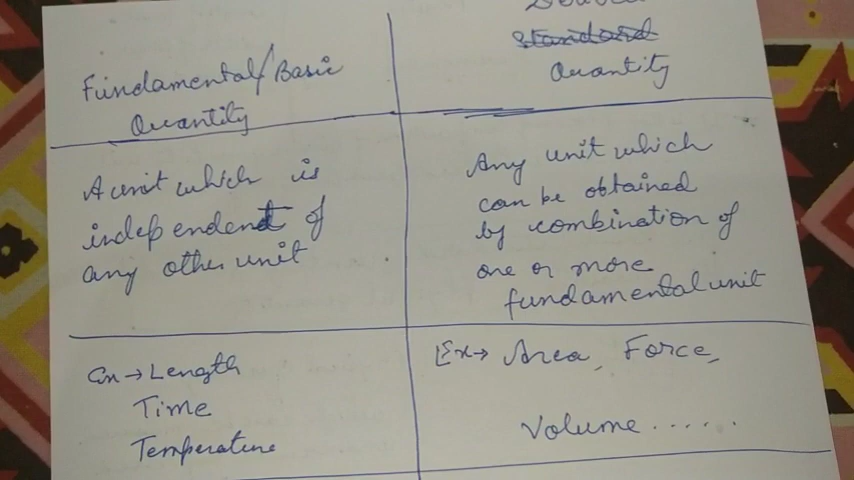 Fundamental/Basic
Quantity
Standard
Quantity
A unit which is
independent of
any other unit
Any unit which
can be obtained
by combination of
one or more
fundamental unit
Ex → Length
Time
Temperature
Ex → Area, Force,
Volume ......